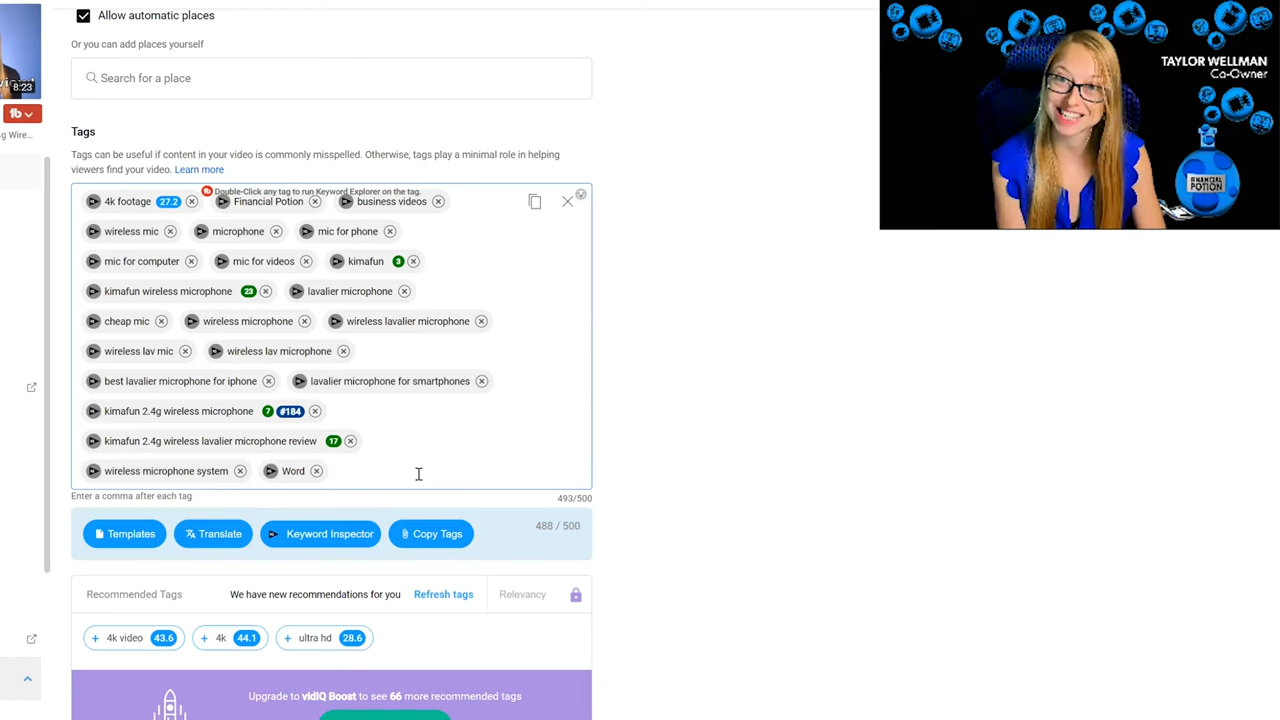 Allow automatic places
Or you can add places yourself
Search for a place
Tags
Tags can be useful if content in your video is commonly misspelled. Otherwise, tags play a minimal role in helping
viewers find your video. Learn more
Double-Click any tag to run Keyword Explorer on the tag.
4k footage 27.2 Financial Potion business videos
wireless mic microphone mic for phone
mic for computer mic for videos kimafun 3
kimafun wireless microphone 23 lavalier microphone
cheap mic wireless microphone wireless lavalier microphone
wireless lav mic wireless lav microphone
best lavalier microphone for iphone lavalier microphone for smartphones
kimafun 2.4g wireless microphone 7 #184
kimafun 2.4g wireless lavalier microphone review 17
wireless microphone system Word
Enter a comma after each tag 493/500
Templates Translate Keyword Inspector Copy Tags 488 / 500
Recommended Tags We have new recommendations for you Refresh tags Relevancy
4k video 43.6 4k 44.1 ultra hd 28.6
Upgrade to vidIQ Boost to see 66 more recommended tags
8:23
tb
g Wire...
TAYLOR WELLMAN
Co-Owner
FINANCIAL
POTION